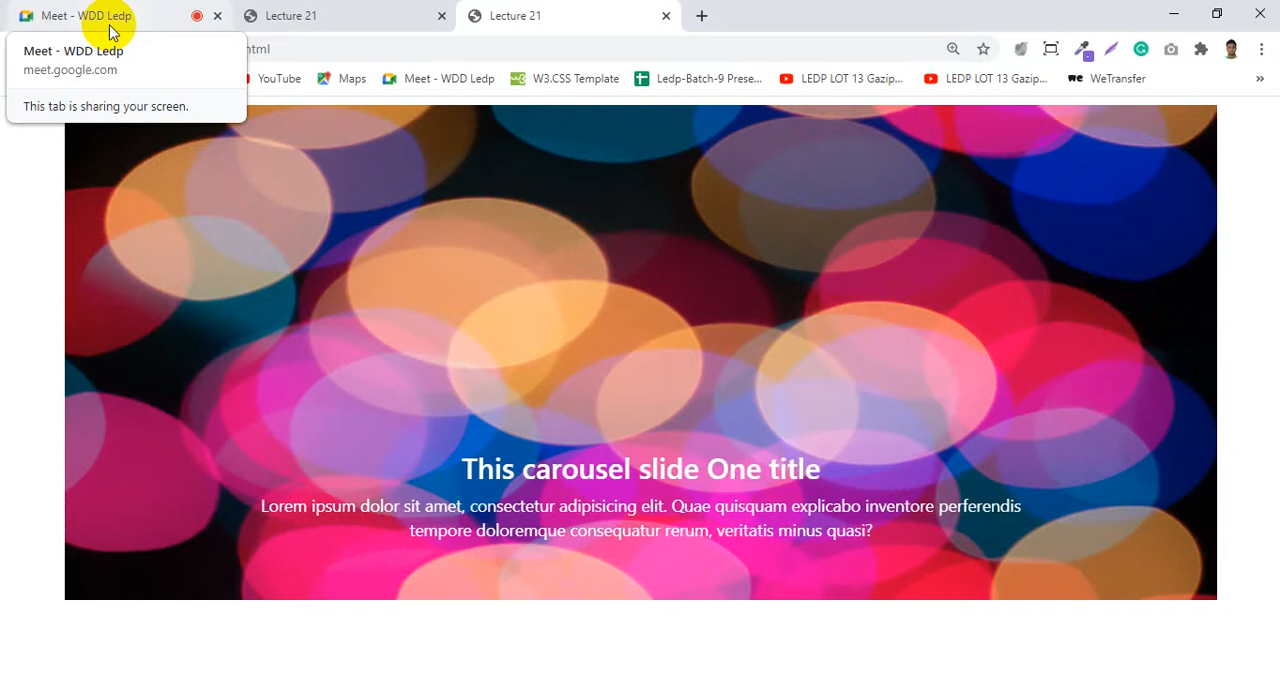 Meet - WDD Ledp
Lecture 21
Lecture 21
Meet - WDD Ledp
meet.google.com
This tab is sharing your screen.
html
YouTube
Maps
Meet - WDD Ledp
W3.CSS Template
Ledp-Batch-9 Prese...
LEDP LOT 13 Gazip...
LEDP LOT 13 Gazip...
we WeTransfer
»
This carousel slide One title
Lorem ipsum dolor sit amet, consectetur adipisicing elit. Quae quisquam explicabo inventore perferendis
tempore doloremque consequatur rerum, veritatis minus quasi?